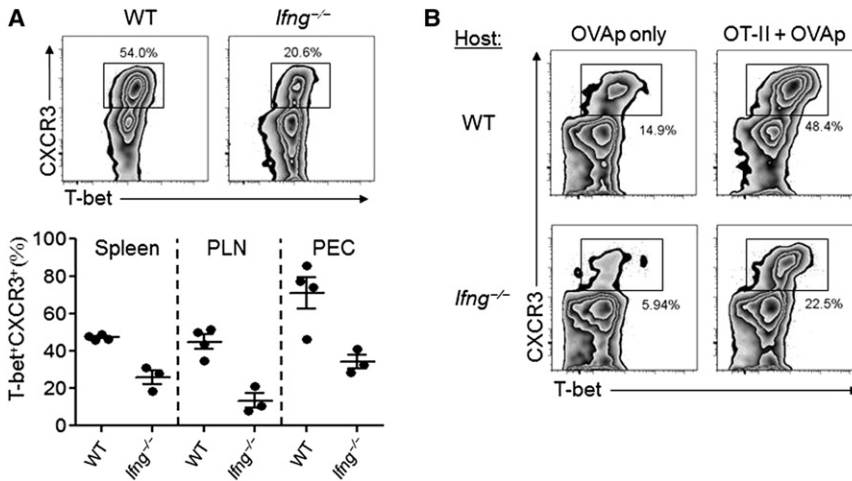 A
WT
Ifng⁻/⁻
54.0%
20.6%
CXCR3
T-bet
T-bet⁺CXCR3⁺(%)
100
80
60
40
20
0
Spleen
PLN
PEC
WT
Ifng⁻/⁻
WT
Ifng⁻/⁻
WT
Ifng⁻/⁻
B
Host:
OVAp only
OT-II + OVAp
WT
14.9%
48.4%
Ifng⁻/⁻
5.94%
22.5%
CXCR3
T-bet